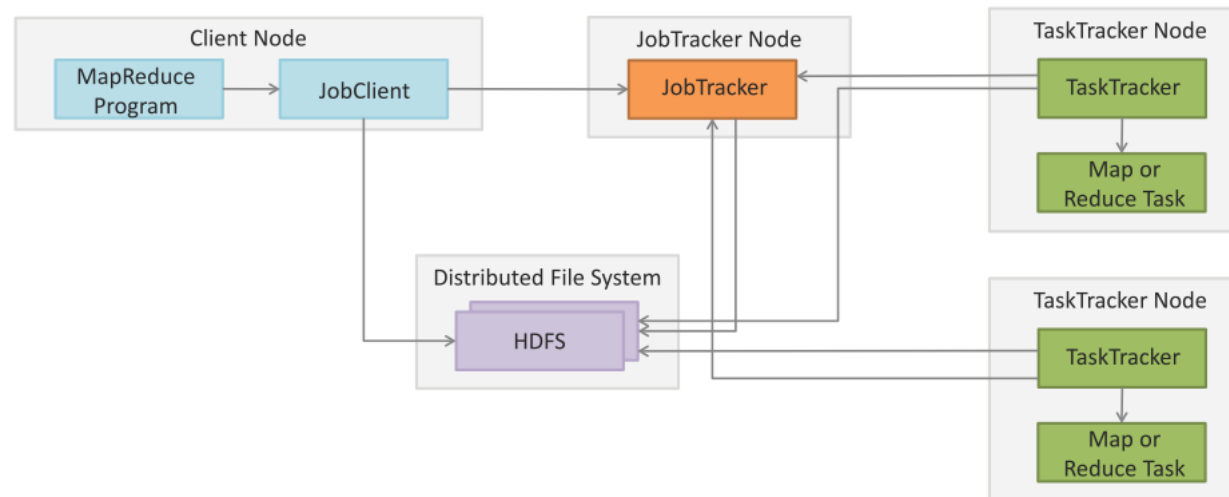 Client Node
MapReduce
Program
JobClient
JobTracker Node
JobTracker
TaskTracker Node
TaskTracker
Map or
Reduce Task
Distributed File System
HDFS
TaskTracker Node
TaskTracker
Map or
Reduce Task